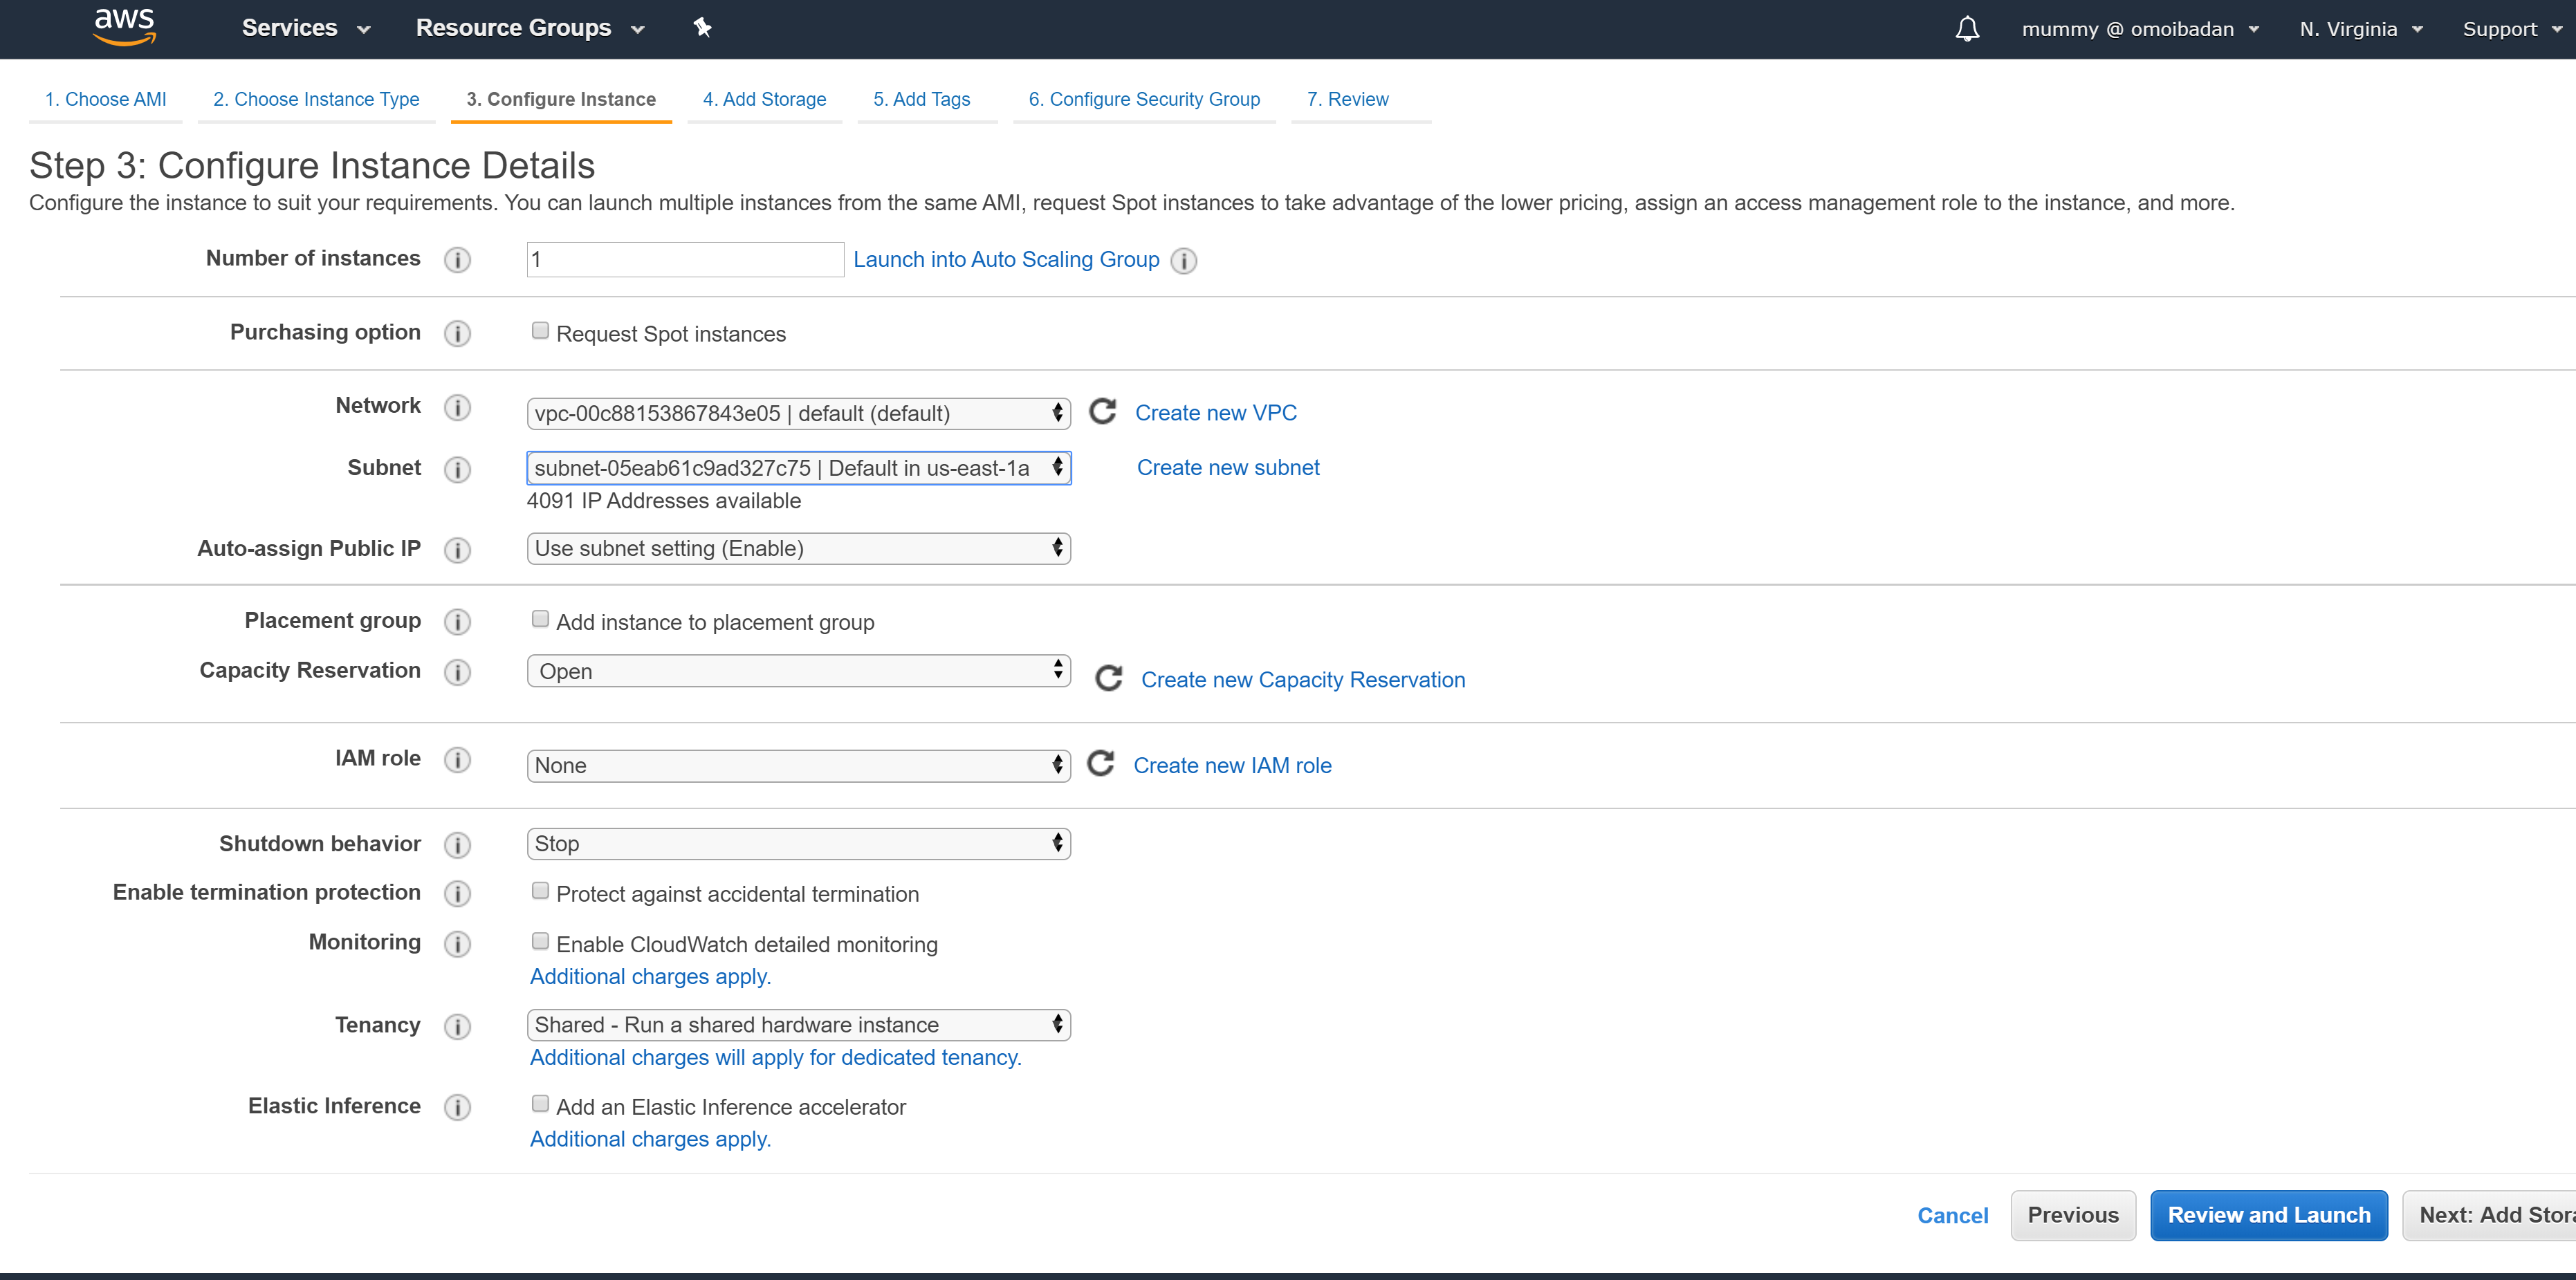 aws Services Resource Groups mummy @ omoibadan N. Virginia Support
1. Choose AMI 2. Choose Instance Type 3. Configure Instance 4. Add Storage 5. Add Tags 6. Configure Security Group 7. Review
Step 3: Configure Instance Details
Configure the instance to suit your requirements. You can launch multiple instances from the same AMI, request Spot instances to take advantage of the lower pricing, assign an access management role to the instance, and more.
Number of instances i 1 Launch into Auto Scaling Group i
Purchasing option i Request Spot instances
Network i vpc-00c88153867843e05 | default (default) Create new VPC
Subnet i subnet-05eab61c9ad327c75 | Default in us-east-1a Create new subnet
4091 IP Addresses available
Auto-assign Public IP i Use subnet setting (Enable)
Placement group i Add instance to placement group
Capacity Reservation i Open Create new Capacity Reservation
IAM role i None Create new IAM role
Shutdown behavior i Stop
Enable termination protection i Protect against accidental termination
Monitoring i Enable CloudWatch detailed monitoring
Additional charges apply.
Tenancy i Shared - Run a shared hardware instance
Additional charges will apply for dedicated tenancy.
Elastic Inference i Add an Elastic Inference accelerator
Additional charges apply.
Cancel Previous Review and Launch Next: Add Stora